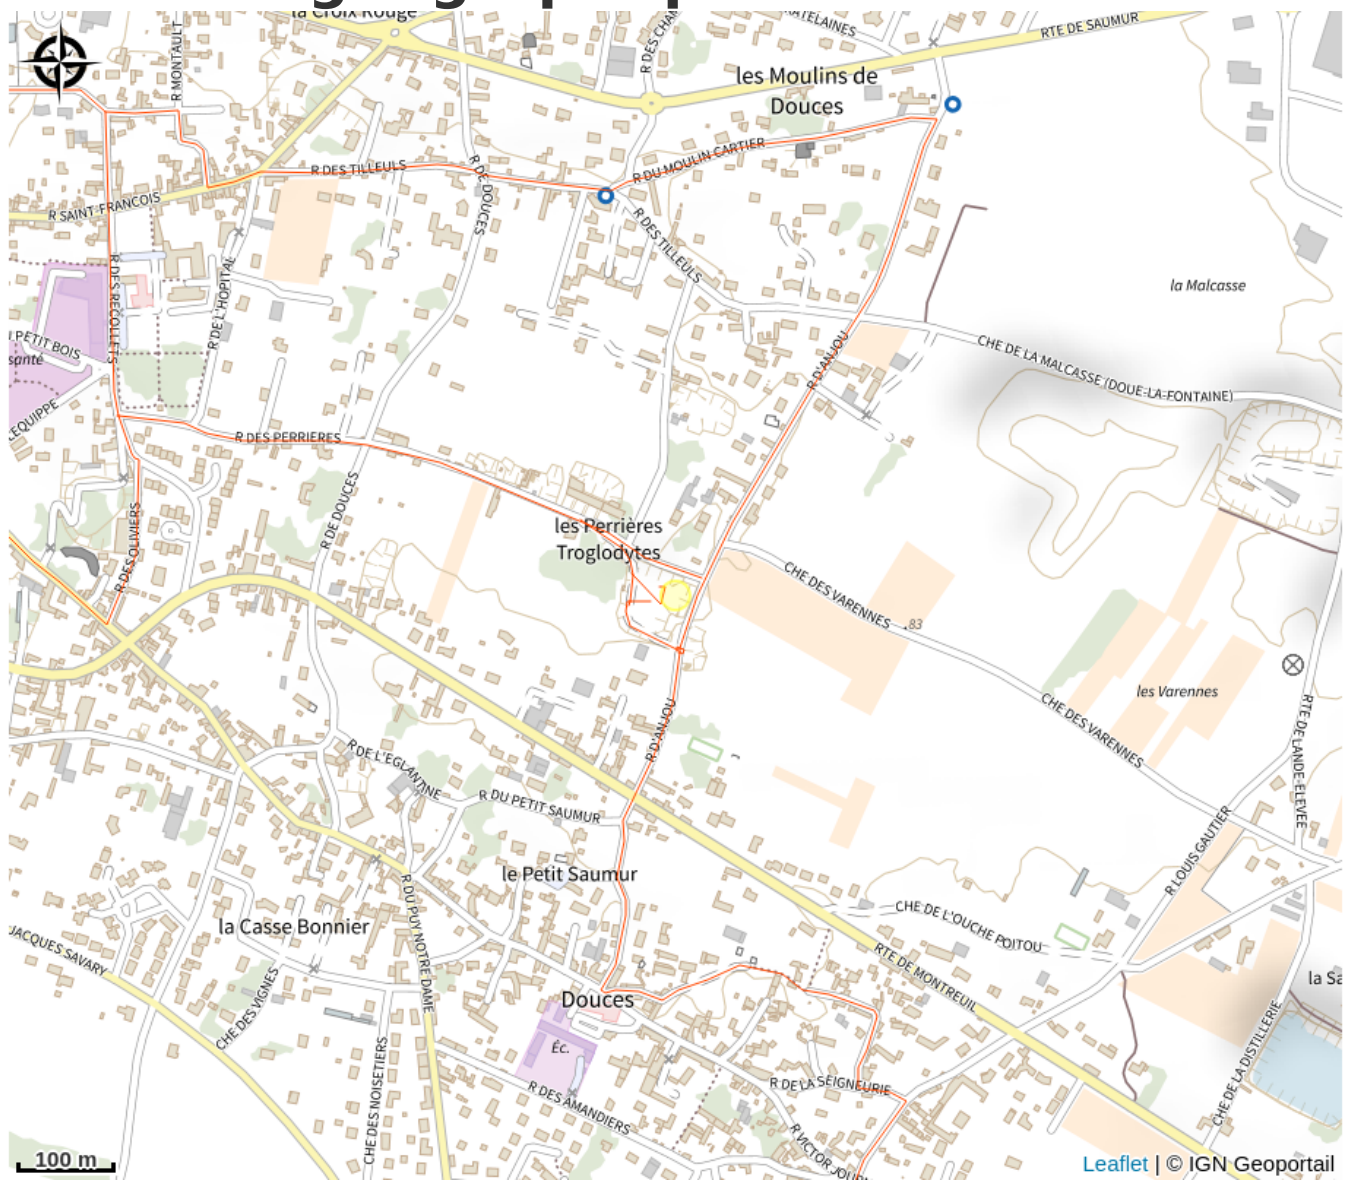 la Croix Rouge
R MONTAULT
R DES CHA
ATELAINES
RTE DE SAUMUR
les Moulins de
Douces
R DES TILLEULS
R DE DOUCES
R DU MOULIN CARTIER
R SAINT-FRANCOIS
R DES TILLEULS
R DES RECOLLETS
R DE L'HOPITAL
la Malcasse
PETIT BOIS
santé
R D'ANJOU
CHE DE LA MALCASSE (DOUE-LA-FONTAINE)
EQUIPPE
R DES PERRIERES
R DE DOUCES
R DES OLIVIERS
les Perrières
Troglodytes
CHE DES VARENNES
83
les Varennes
CHE DES VARENNES
RTE DE LANDE-ELEVEE
R D'ANJOU
R DE L'EGLANTINE
R DU PETIT SAUMUR
R LOUIS GAUTIER
le Petit Saumur
R DU PUY NOTRE DAME
la Casse Bonnier
CHE DE L'OUCHE POITOU
JACQUES SAVARY
RTE DE MONTREUIL
CHE DES VIGNES
Douces
la Sa
Éc.
CHE DES NOISETIERS
R DES AMANDIERS
R DE LA SEIGNEURIE
CHE DE LA DISTILLERIE
R VICTOR JOURN
100 m
Leaflet | © IGN Geoportail